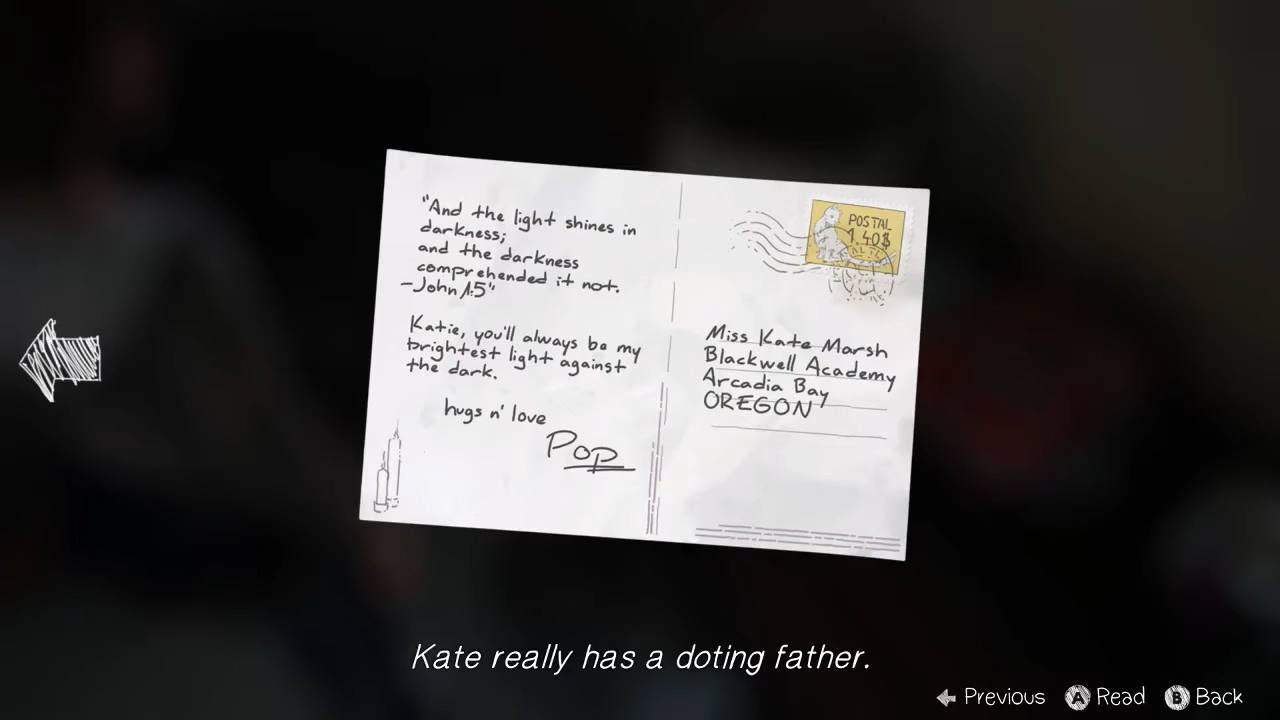 "And the light shines in
darkness;
and the darkness
comprehended it not.
-John 1:5"
Katie, you'll always be my
brightest light against
the dark.
hugs n' love
Pop
POSTAL
1.40$
Miss Kate Marsh
Blackwell Academy
Arcadia Bay
OREGON
Kate really has a doting father.
Previous
A Read
B Back